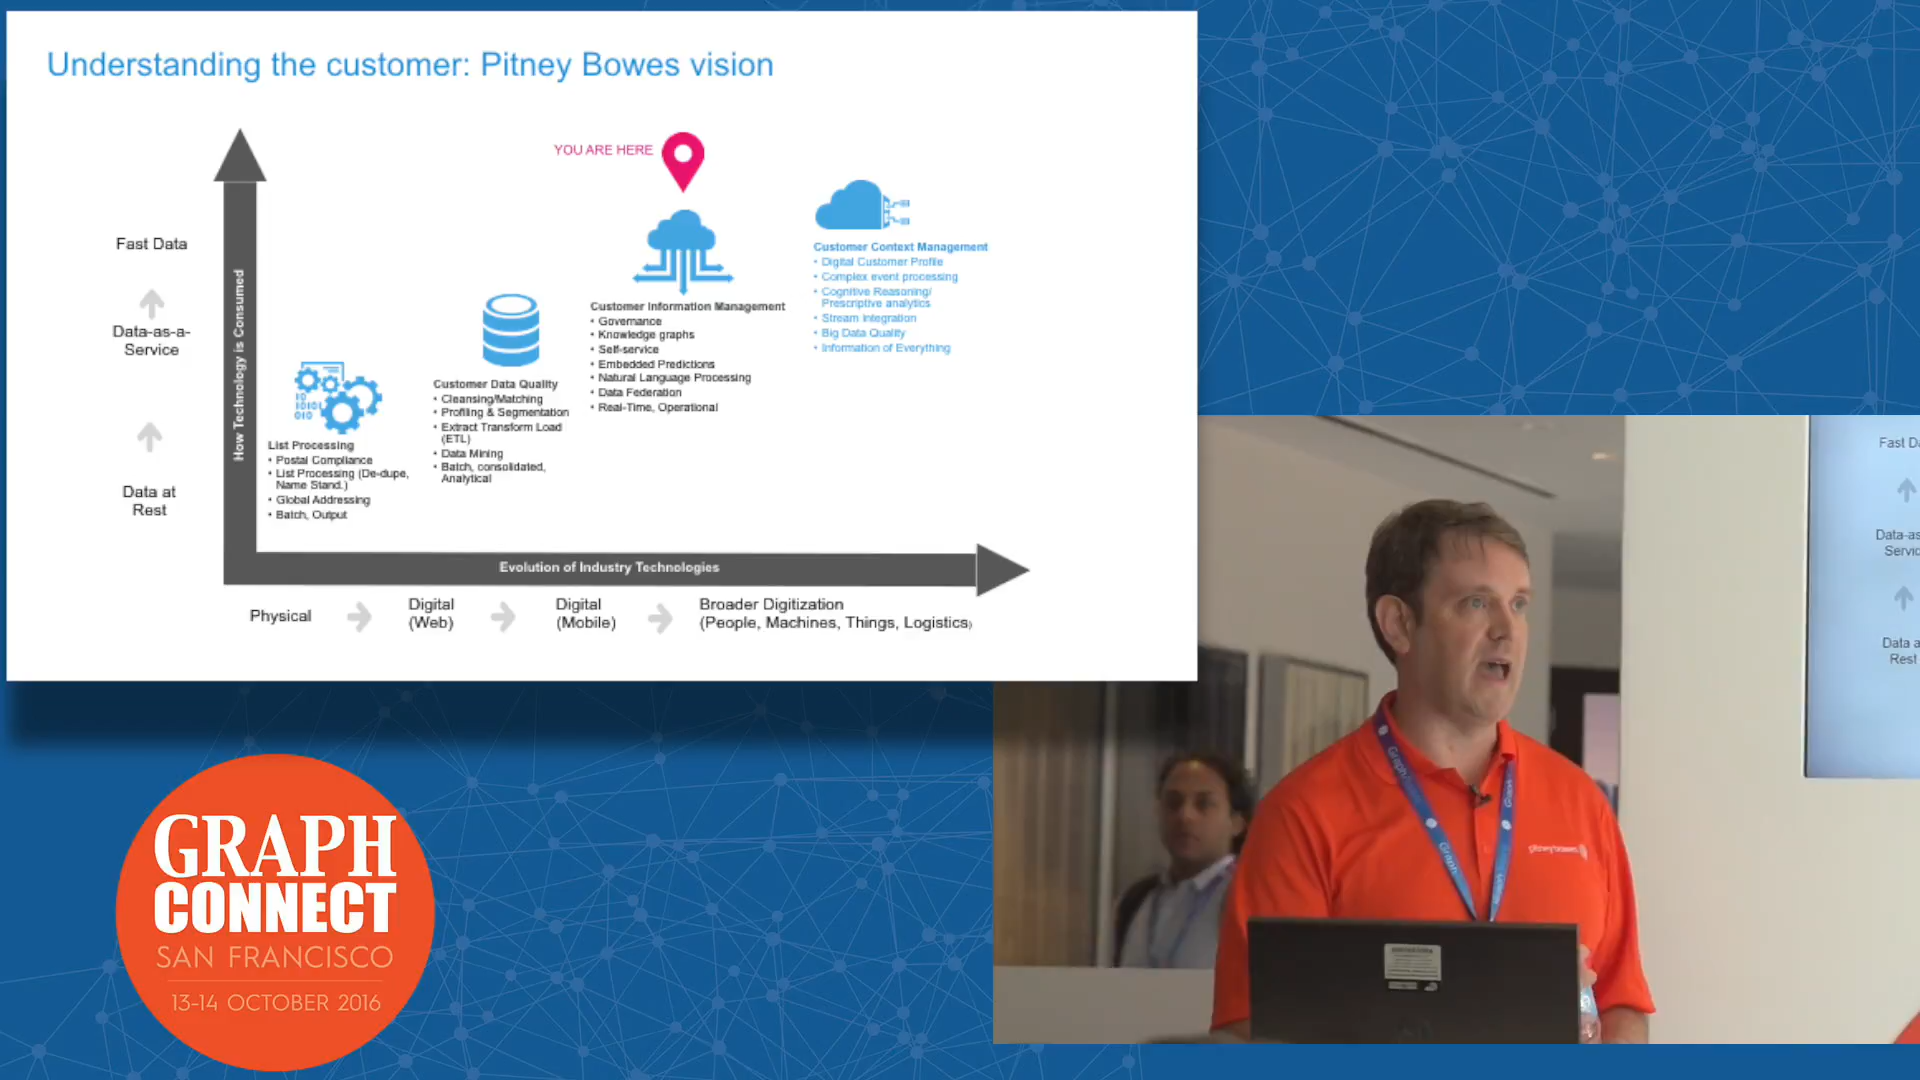 Understanding the customer: Pitney Bowes vision
YOU ARE HERE
Fast Data
Data-as-a-
Service
Data at
Rest
How Technology is Consumed
List Processing
• Postal Compliance
• List Processing (De-dupe,
Name Stand.)
• Global Addressing
• Batch, Output
Customer Data Quality
• Cleansing/Matching
• Profiling & Segmentation
• Extract Transform Load
(ETL)
• Data Mining
• Batch, consolidated,
Analytical
Customer Information Management
• Governance
• Knowledge graphs
• Self-service
• Embedded Predictions
• Natural Language Processing
• Data Federation
• Real-Time, Operational
Customer Context Management
• Digital Customer Profile
• Complex event processing
• Cognitive Reasoning/
Prescriptive analytics
• Stream Integration
• Big Data Quality
• Information of Everything
Evolution of Industry Technologies
Physical
Digital
(Web)
Digital
(Mobile)
Broader Digitization
(People, Machines, Things, Logistics)
GRAPH
CONNECT
SAN FRANCISCO
13-14 OCTOBER 2016
Fast Da
Data-as
Servic
Data a
Rest
pitney bowes
Graph
Graph